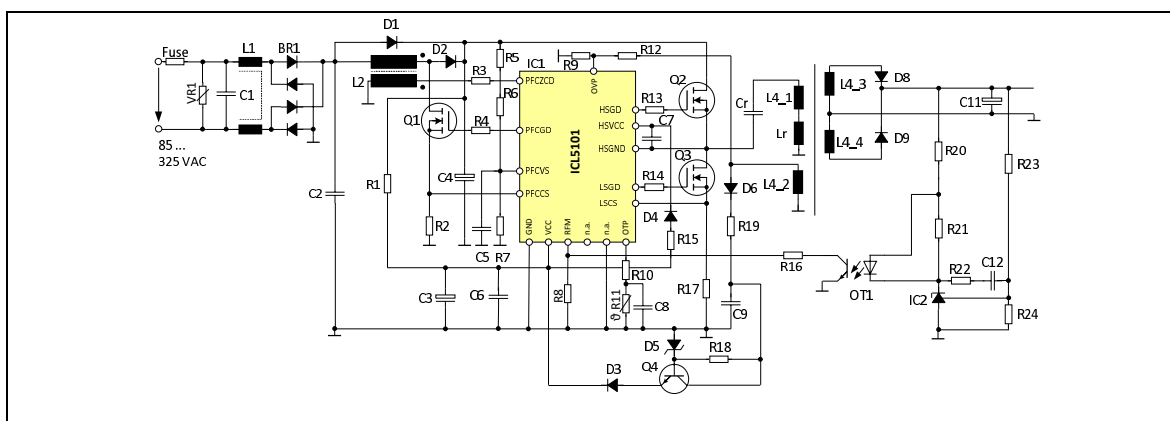 Fuse
L1
BR1
D1
D2
R5
R12
R9
IC1
R3
PFCZCD
OVP
Q2
L4_3
D8
L2
VR1
C1
R6
HSGD
R13
Cr
L4_1
C11
Q1
R4
PFCGD
HSVCC
C7
Lr
HSGND
L4_4
D9
R20
R23
85 ...
325 VAC
ICL5101
Q3
C4
PFCVS
R1
PFCCS
LSGD
R14
D6
L4_2
C2
LSCS
R2
C5
R7
GND
VCC
RFM
n.a.
n.a.
OTP
D4
R15
R19
R21
R10
R16
OT1
R22
C12
C3
C6
R8
ϑ R11
C8
R17
C9
IC2
R24
D5
R18
Q4
D3